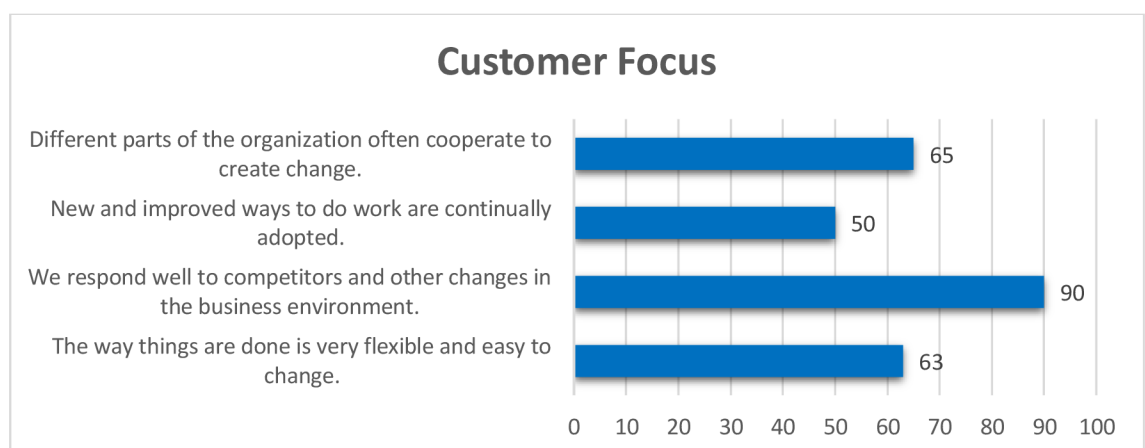 Customer Focus
Different parts of the organization often cooperate to
create change.
65
New and improved ways to do work are continually
adopted.
50
We respond well to competitors and other changes in
the business environment.
90
The way things are done is very flexible and easy to
change.
63
0 10 20 30 40 50 60 70 80 90 100